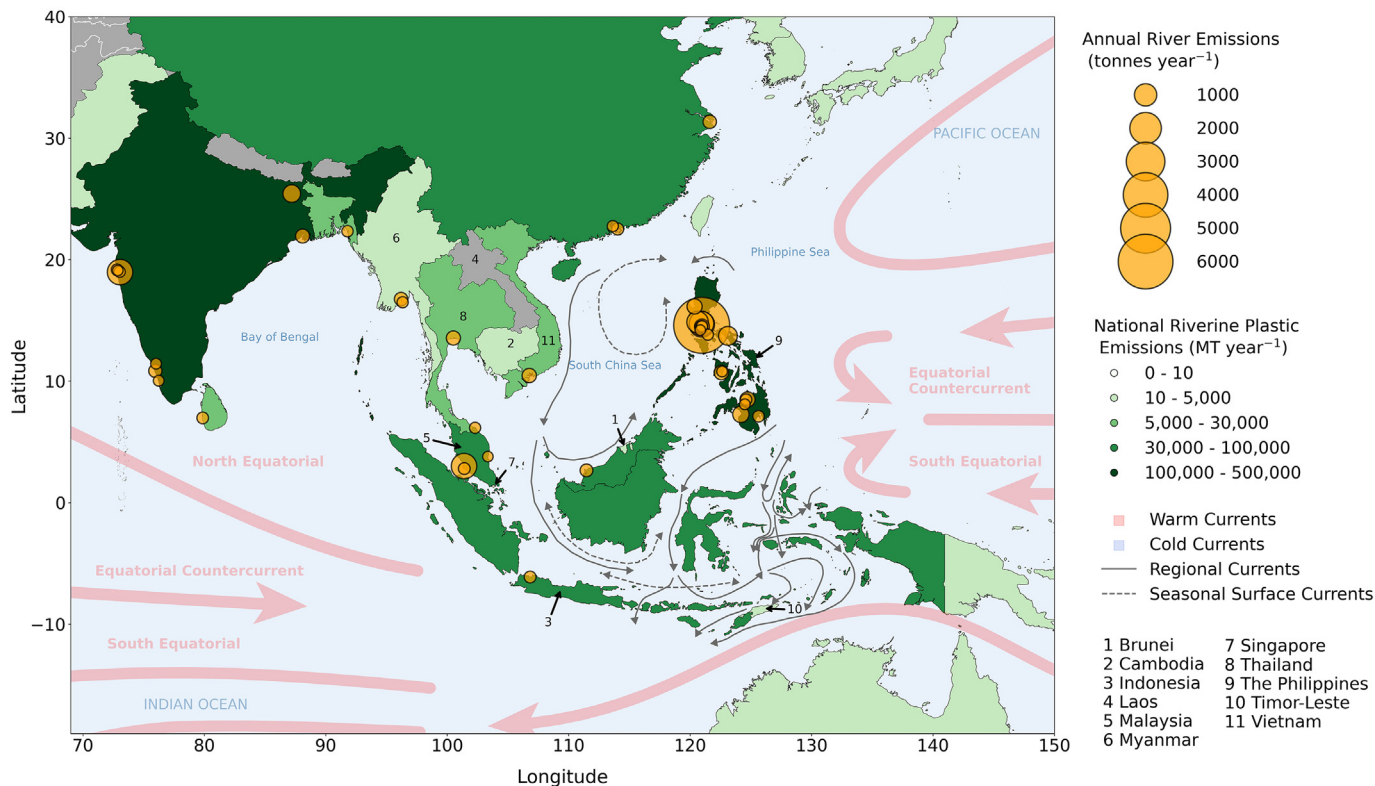 40
30
20
10
0
−10
Latitude
70
80
90
100
110
120
130
140
150
Longitude
PACIFIC OCEAN
Philippine Sea
Bay of Bengal
South China Sea
Equatorial
Countercurrent
North Equatorial
South Equatorial
Equatorial Countercurrent
South Equatorial
INDIAN OCEAN
6
4
8
2
11
9
1
5
7
3
10
Annual River Emissions
(tonnes year⁻¹)
1000
2000
3000
4000
5000
6000
National Riverine Plastic
Emissions (MT year⁻¹)
0 - 10
10 - 5,000
5,000 - 30,000
30,000 - 100,000
100,000 - 500,000
Warm Currents
Cold Currents
Regional Currents
Seasonal Surface Currents
1 Brunei
2 Cambodia
3 Indonesia
4 Laos
5 Malaysia
6 Myanmar
7 Singapore
8 Thailand
9 The Philippines
10 Timor-Leste
11 Vietnam